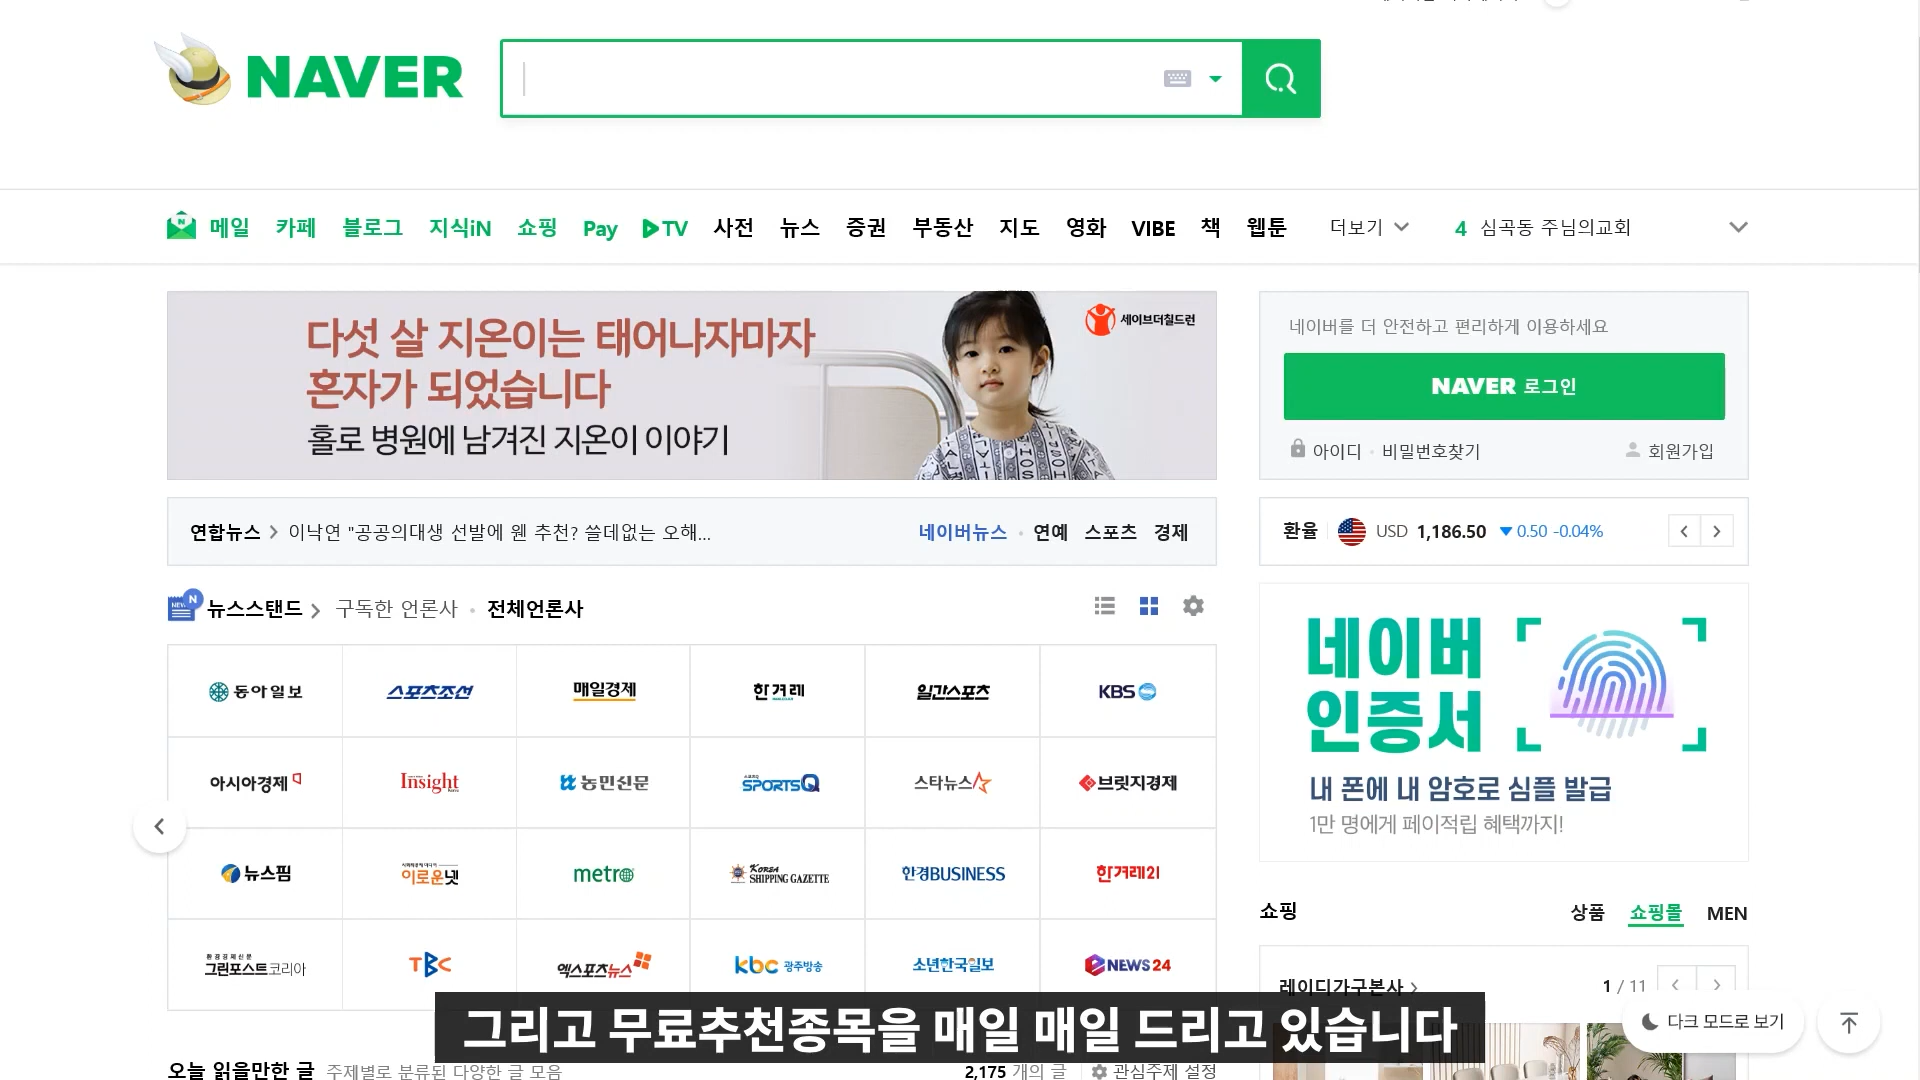 NAVER
메일 카페 블로그 지식iN 쇼핑 Pay TV 사전 뉴스 증권 부동산 지도 영화 VIBE 책 웹툰 더보기 4 심곡동 주님의교회
다섯 살 지온이는 태어나자마자
혼자가 되었습니다
홀로 병원에 남겨진 지온이 이야기
세이브더칠드런
네이버를 더 안전하고 편리하게 이용하세요
NAVER 로그인
아이디 · 비밀번호찾기 회원가입
연합뉴스 > 이낙연 "공공의대생 선발에 웬 추천? 쓸데없는 오해...
네이버뉴스 · 연예 스포츠 경제
환율 USD 1,186.50 ▼0.50 -0.04%
NEW N 뉴스스탠드 > 구독한 언론사 · 전체언론사
동아일보 스포츠조선 매일경제 한겨레 일간스포츠 KBS
아시아경제 Insight 농민신문 스포츠Q SPORTSQ 스타뉴스 브릿지경제
뉴스핌 이로운넷 metro KOREA SHIPPING GAZETTE 한경BUSINESS 한겨레21
환경경제신문 그린포스트코리아 TBC 엑스포츠뉴스 kbc 광주방송 소년한국일보 eNEWS 24
네이버
인증서
내 폰에 내 암호로 심플 발급
1만 명에게 페이적립 혜택까지!
쇼핑 상품 쇼핑몰 MEN
레이디가구본사 > 1 / 11
다크 모드로 보기
그리고 무료추천종목을 매일 매일 드리고 있습니다
오늘 읽을만한 글 주제별로 분류된 다양한 글 모음 2,175 개의 글 관심주제 설정